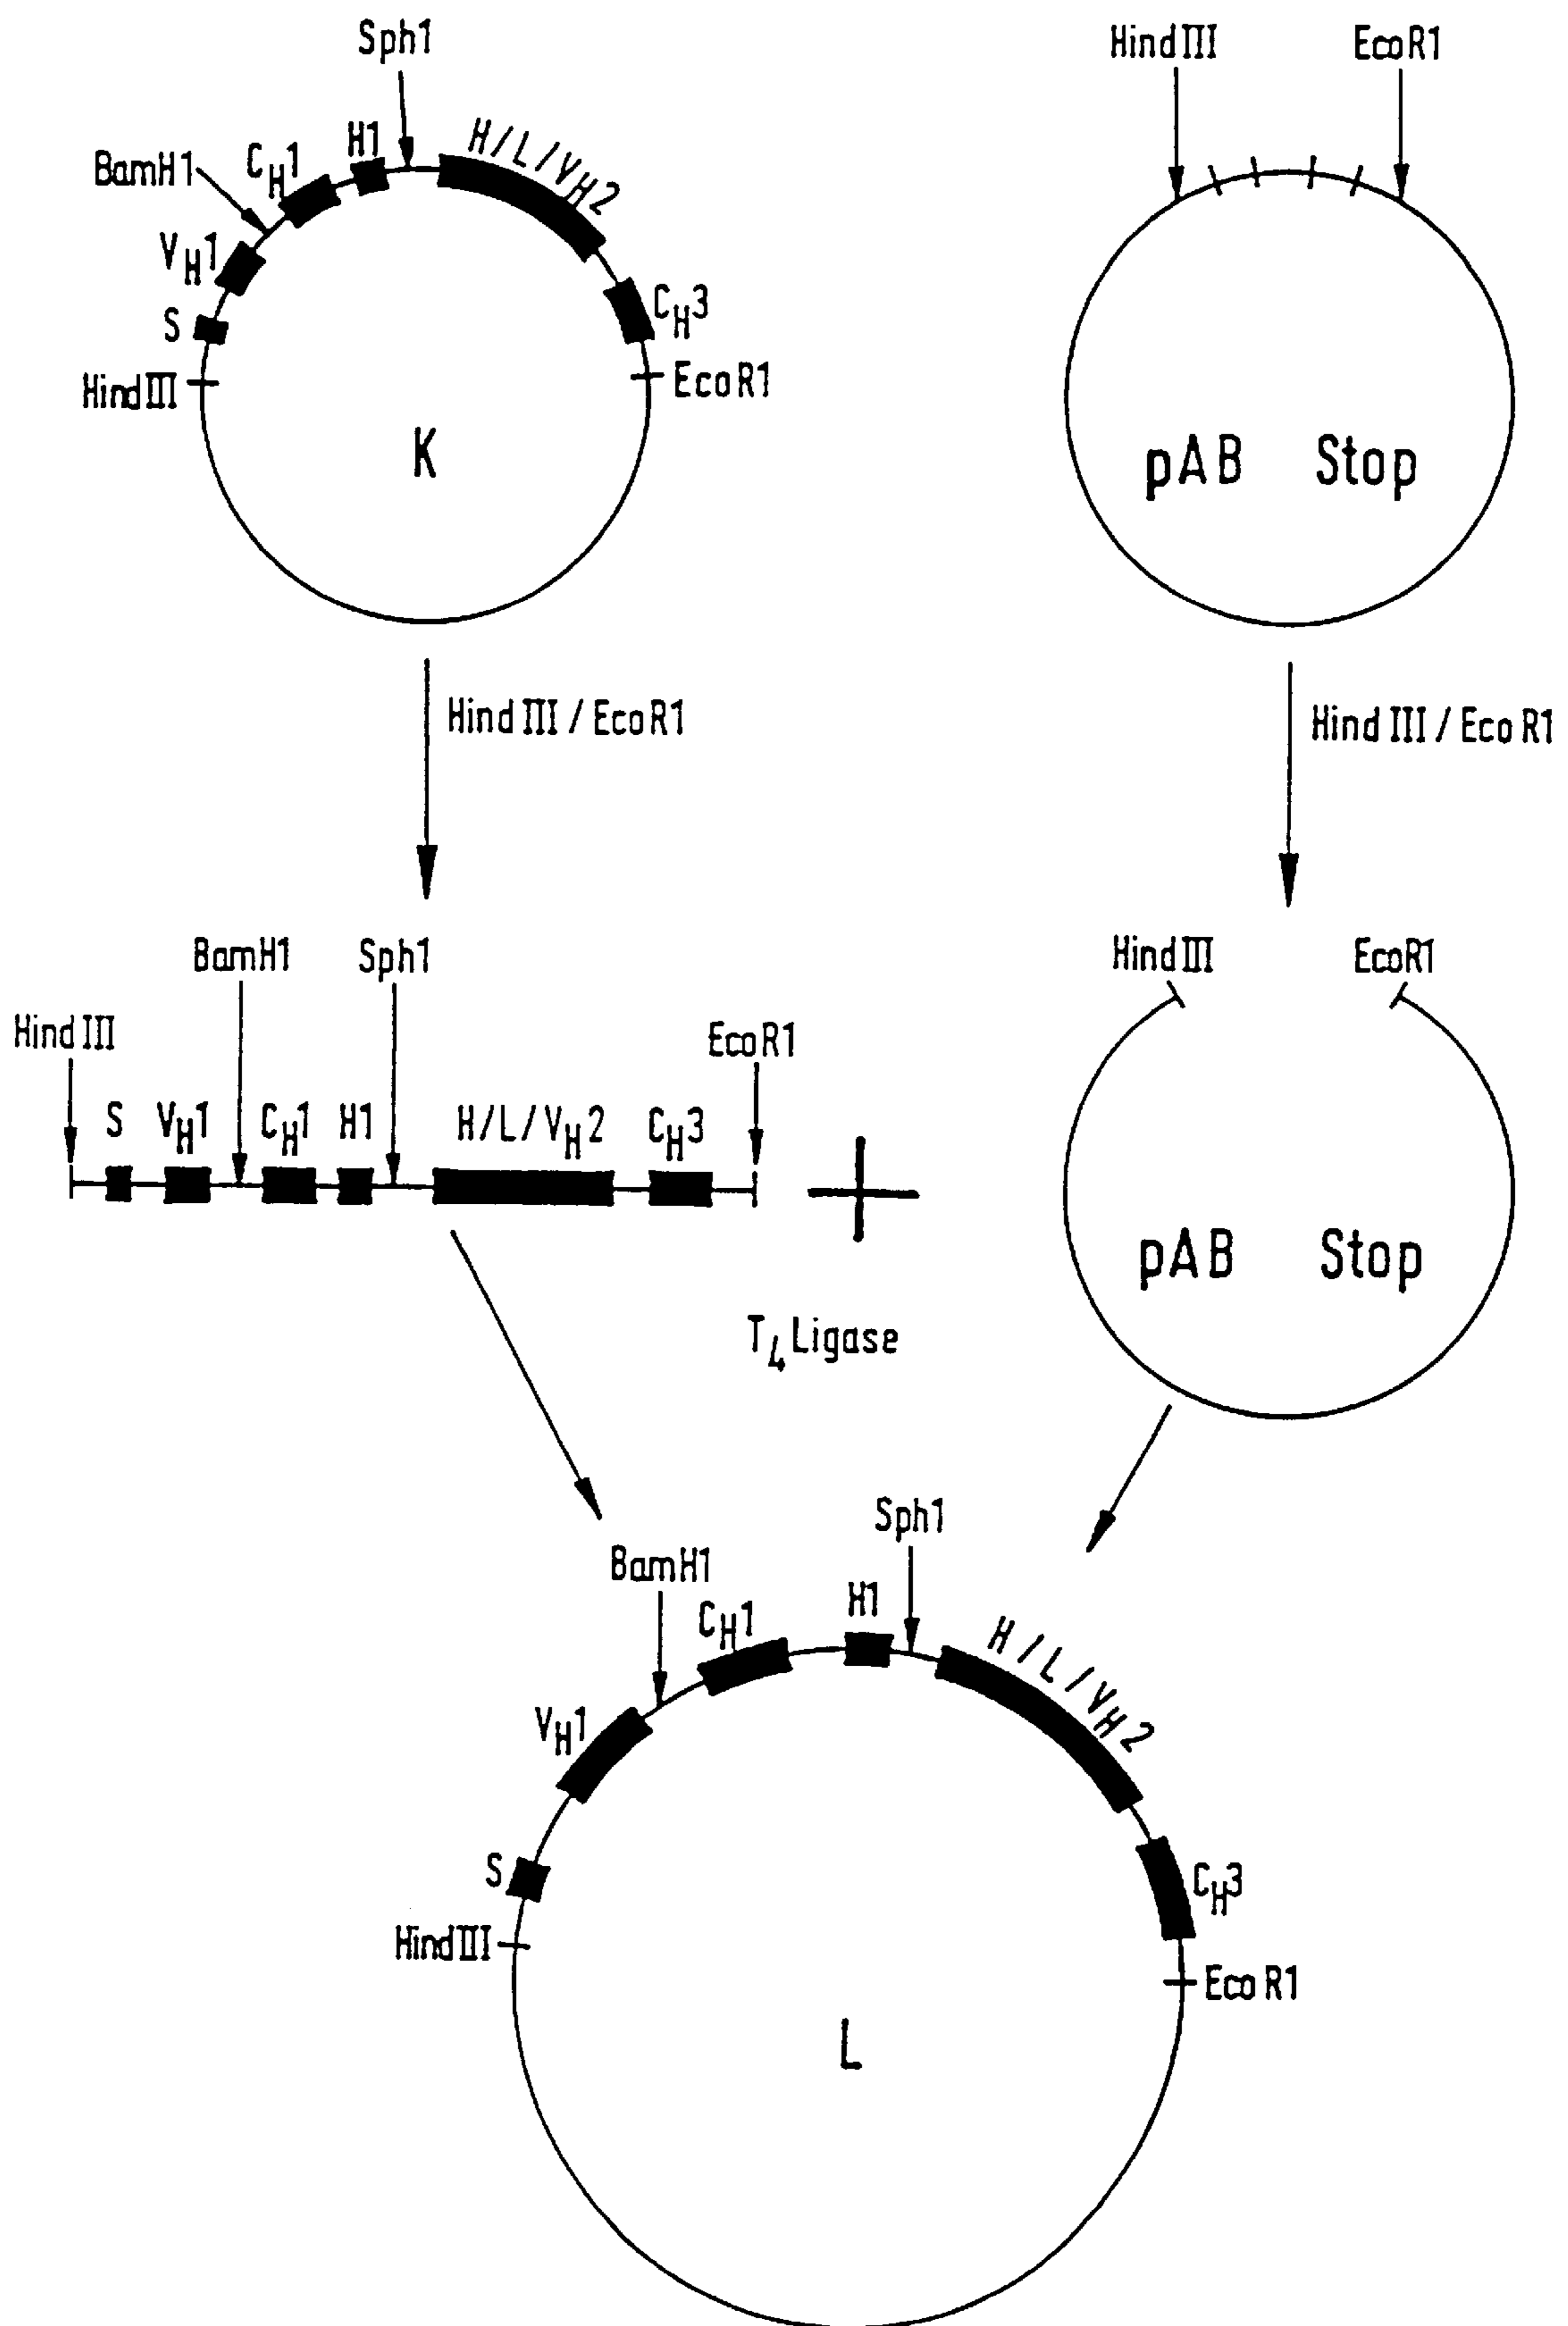 Sph1
BamH1
CH1
H1
H/L/VH2
VH1
S
CH3
HindIII
EcoR1
K
HindIII
EcoR1
pAB Stop
HindIII/EcoR1
Hind III/Eco R1
HindIII
BamH1
Sph1
EcoR1
S
VH1
CH1
H1
H/L/VH2
CH3
HindIII
EcoR1
pAB Stop
T4 Ligase
Sph1
BamH1
CH1
H1
H/L/VH2
VH1
S
CH3
HindIII
Eco R1
L